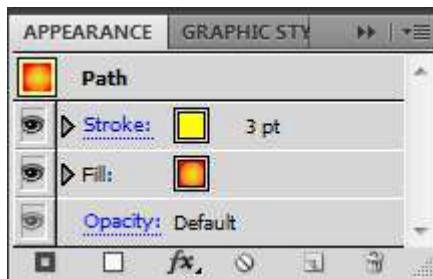 APPEARANCE GRAPHIC STY
Path
Stroke: 3 pt
Fill:
Opacity: Default
fx